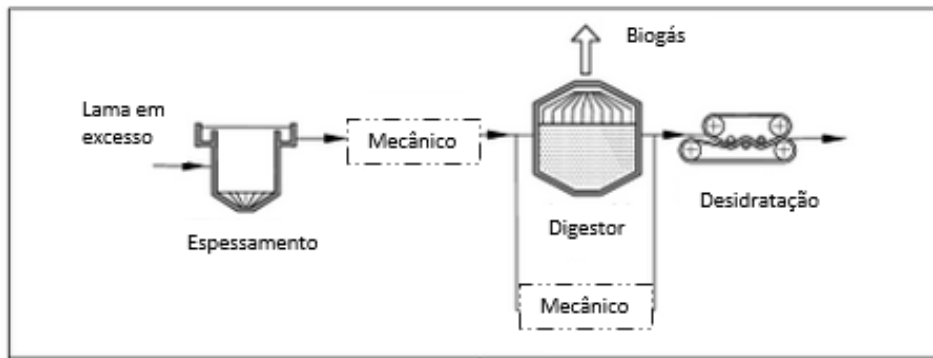 Biogás
Lama em
excesso
Mecânico
Espessamento
Digestor
Desidratação
Mecânico